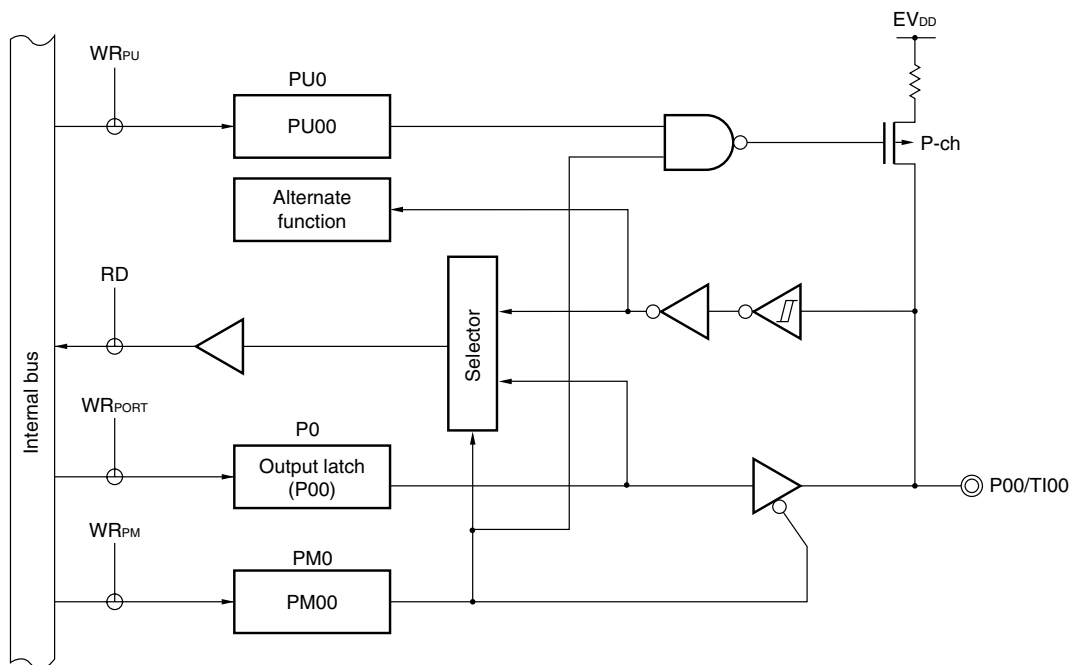 EVDD
WRPU
PU0
PU00
P-ch
Alternate
function
RD
Selector
Internal bus
WRPORT
P0
Output latch
(P00)
P00/TI00
WRPM
PM0
PM00